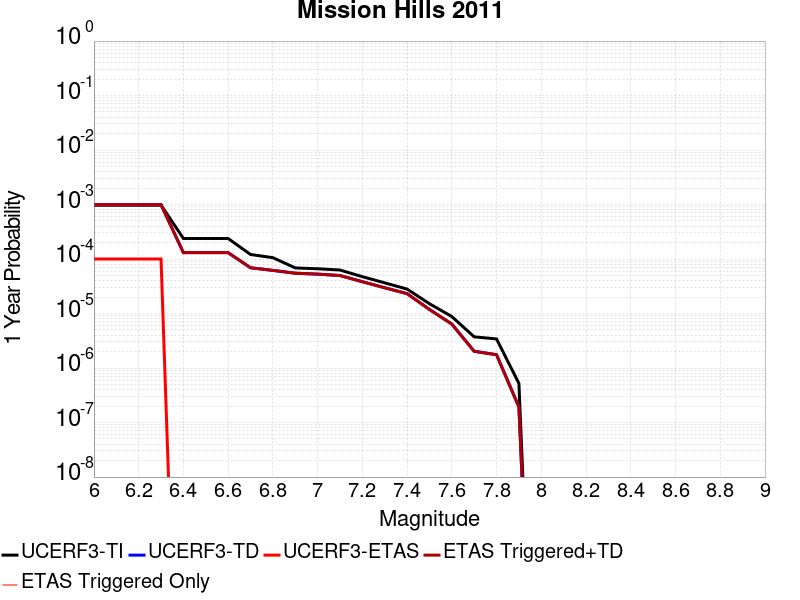 Mission Hills 2011
1 Year Probability
10^0
10^-1
10^-2
10^-3
10^-4
10^-5
10^-6
10^-7
10^-8
6 6.2 6.4 6.6 6.8 7 7.2 7.4 7.6 7.8 8 8.2 8.4 8.6 8.8 9
Magnitude
UCERF3-TI UCERF3-TD UCERF3-ETAS ETAS Triggered+TD
ETAS Triggered Only